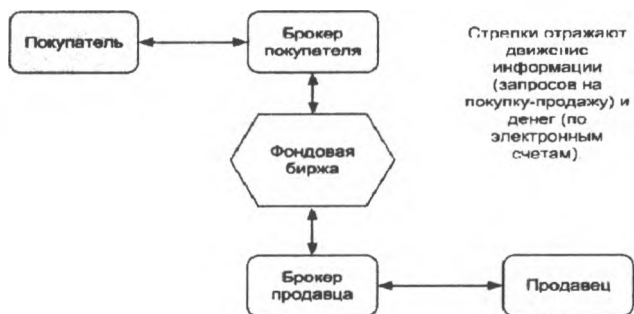 Покупатель
Брокер
покупателя
Стрелки отражают
движение
информации
(запросов на
покупку-продажу) и
денег (по
электронным
счетам)
Фондовая
биржа
Брокер
продавца
Продавец